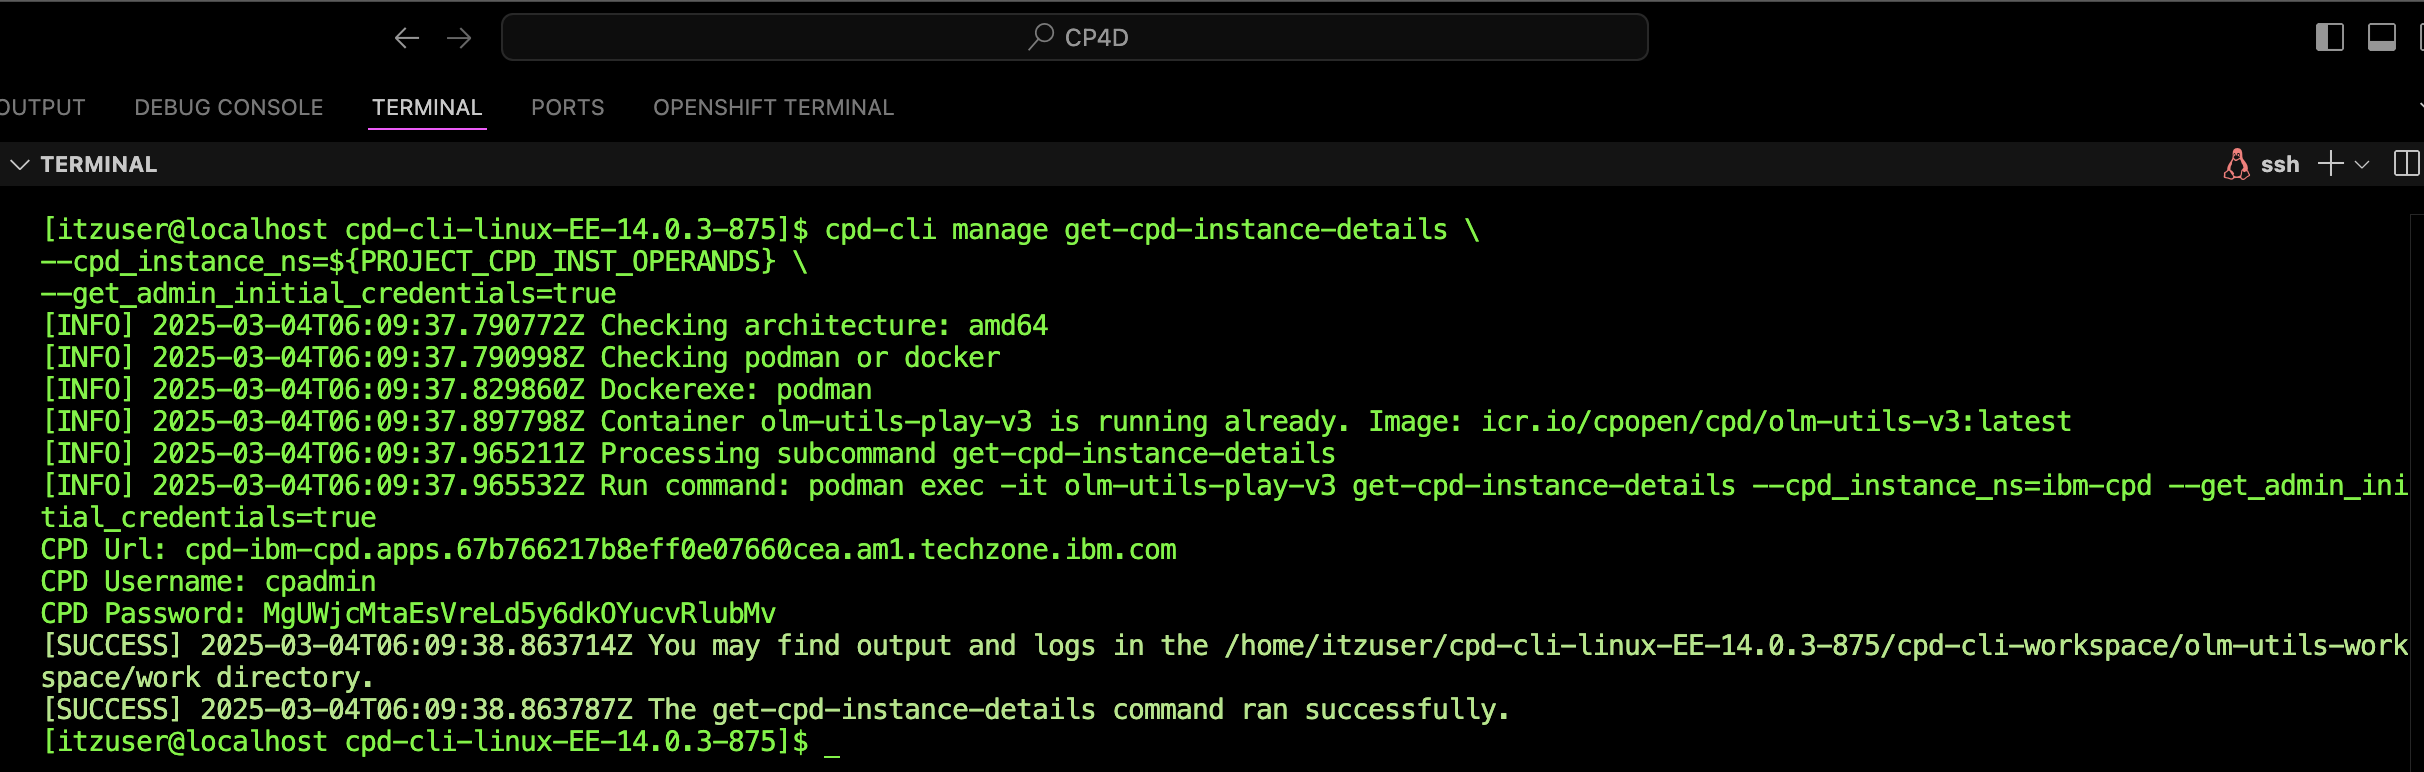 CP4D
OUTPUT DEBUG CONSOLE TERMINAL PORTS OPENSHIFT TERMINAL
TERMINAL ssh
[itzuser@localhost cpd-cli-linux-EE-14.0.3-875]$ cpd-cli manage get-cpd-instance-details \
--cpd_instance_ns=${PROJECT_CPD_INST_OPERANDS} \
--get_admin_initial_credentials=true
[INFO] 2025-03-04T06:09:37.790772Z Checking architecture: amd64
[INFO] 2025-03-04T06:09:37.790998Z Checking podman or docker
[INFO] 2025-03-04T06:09:37.829860Z Dockerexe: podman
[INFO] 2025-03-04T06:09:37.897798Z Container olm-utils-play-v3 is running already. Image: icr.io/cpopen/cpd/olm-utils-v3:latest
[INFO] 2025-03-04T06:09:37.965211Z Processing subcommand get-cpd-instance-details
[INFO] 2025-03-04T06:09:37.965532Z Run command: podman exec -it olm-utils-play-v3 get-cpd-instance-details --cpd_instance_ns=ibm-cpd --get_admin_ini
tial_credentials=true
CPD Url: cpd-ibm-cpd.apps.67b766217b8eff0e07660cea.am1.techzone.ibm.com
CPD Username: cpadmin
CPD Password: MgUWjcMtaEsVreLd5y6dkOYucvRlubMv
[SUCCESS] 2025-03-04T06:09:38.863714Z You may find output and logs in the /home/itzuser/cpd-cli-linux-EE-14.0.3-875/cpd-cli-workspace/olm-utils-work
space/work directory.
[SUCCESS] 2025-03-04T06:09:38.863787Z The get-cpd-instance-details command ran successfully.
[itzuser@localhost cpd-cli-linux-EE-14.0.3-875]$ _